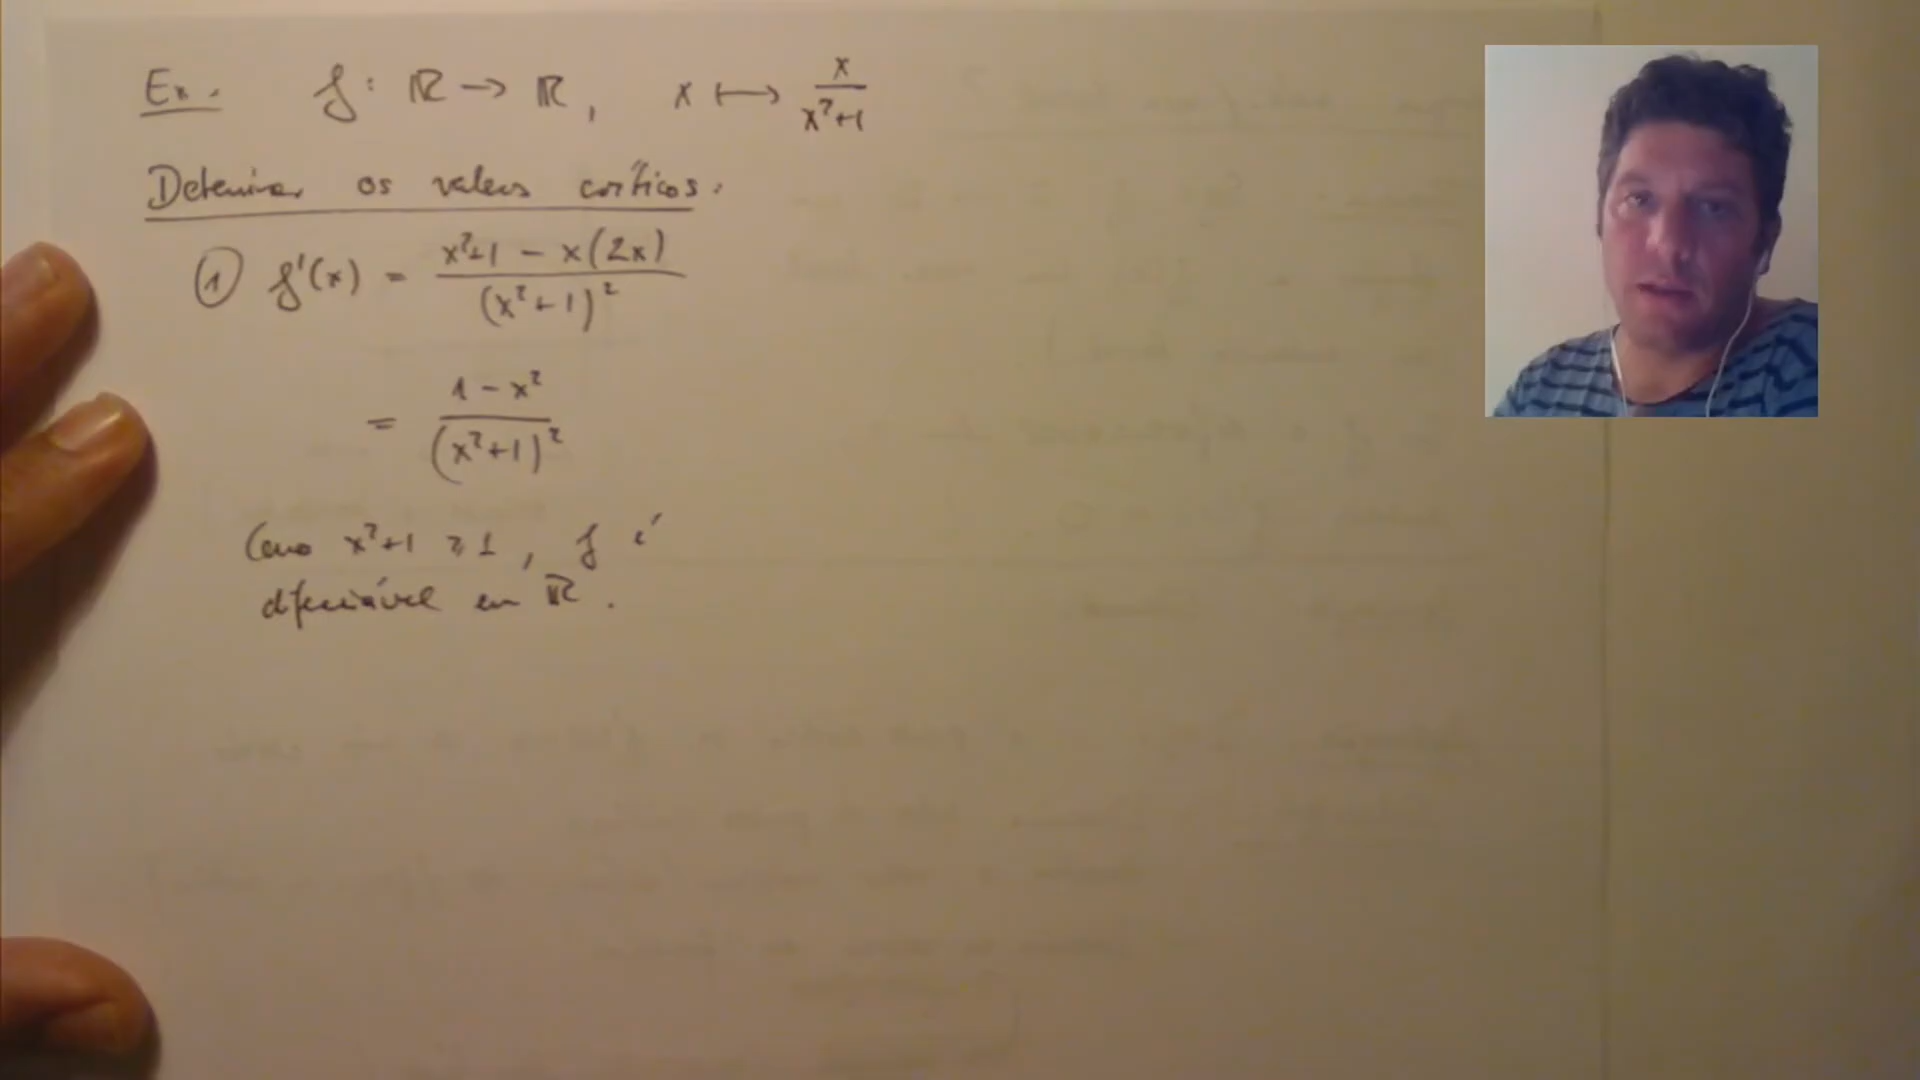 Ex. f: ℝ → ℝ, x ↦ x/(x²+1)
Determinar os valores críticos:
① f'(x) = (x²+1 - x(2x))/(x²+1)²
= (1 - x²)/(x²+1)²
Como x²+1 ≥ 1, f é
diferenciável em ℝ.